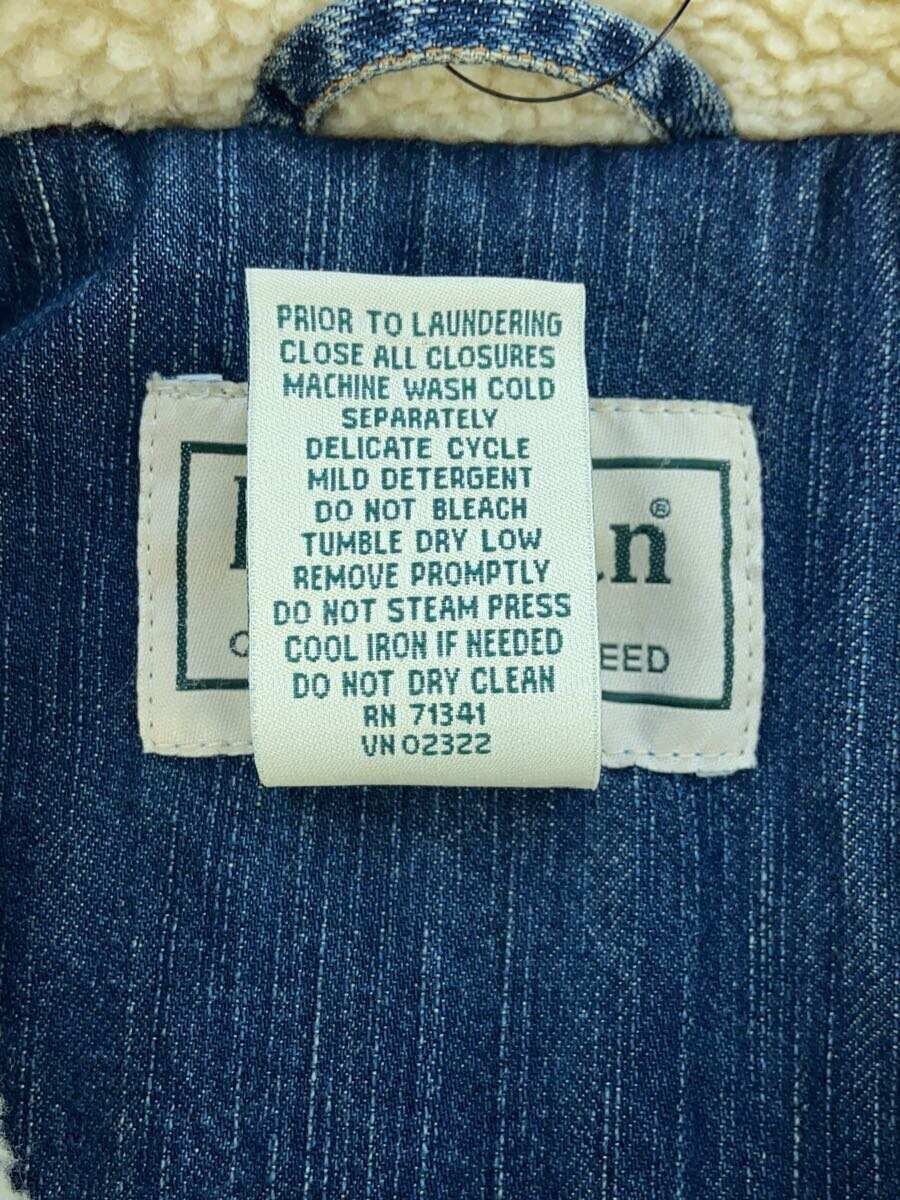 PRIOR TO LAUNDERING
CLOSE ALL CLOSURES
MACHINE WASH COLD
SEPARATELY
DELICATE CYCLE
MILD DETERGENT
DO NOT BLEACH
TUMBLE DRY LOW
REMOVE PROMPTLY
DO NOT STEAM PRESS
COOL IRON IF NEEDED
DO NOT DRY CLEAN
RN 71341
VN 02322